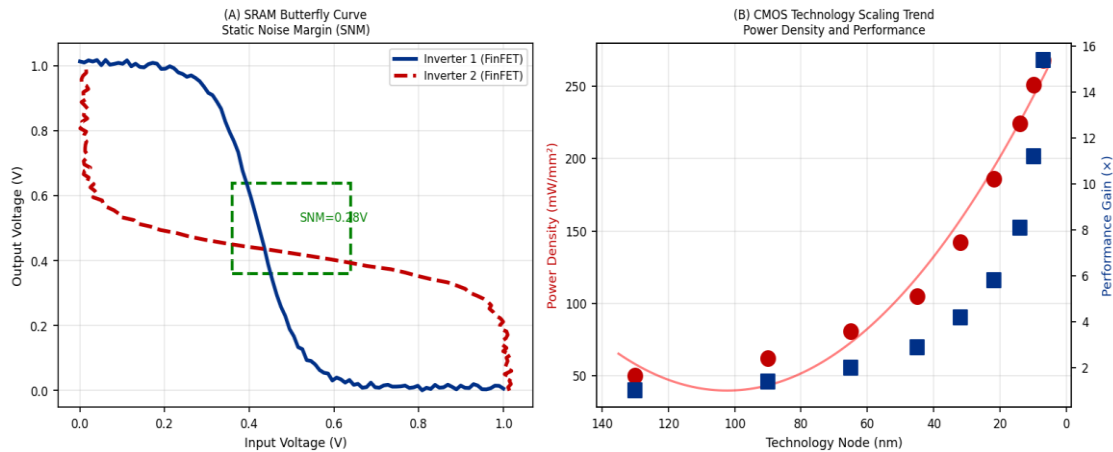 (A) SRAM Butterfly Curve
Static Noise Margin (SNM)
Inverter 1 (FinFET)
Inverter 2 (FinFET)
SNM=0.28V
Output Voltage (V)
1.0
0.8
0.6
0.4
0.2
0.0
0.0 0.2 0.4 0.6 0.8 1.0
Input Voltage (V)
(B) CMOS Technology Scaling Trend
Power Density and Performance
Power Density (mW/mm²)
250
200
150
100
50
16
14
12
10
8
6
4
2
Performance Gain (×)
140 120 100 80 60 40 20 0
Technology Node (nm)